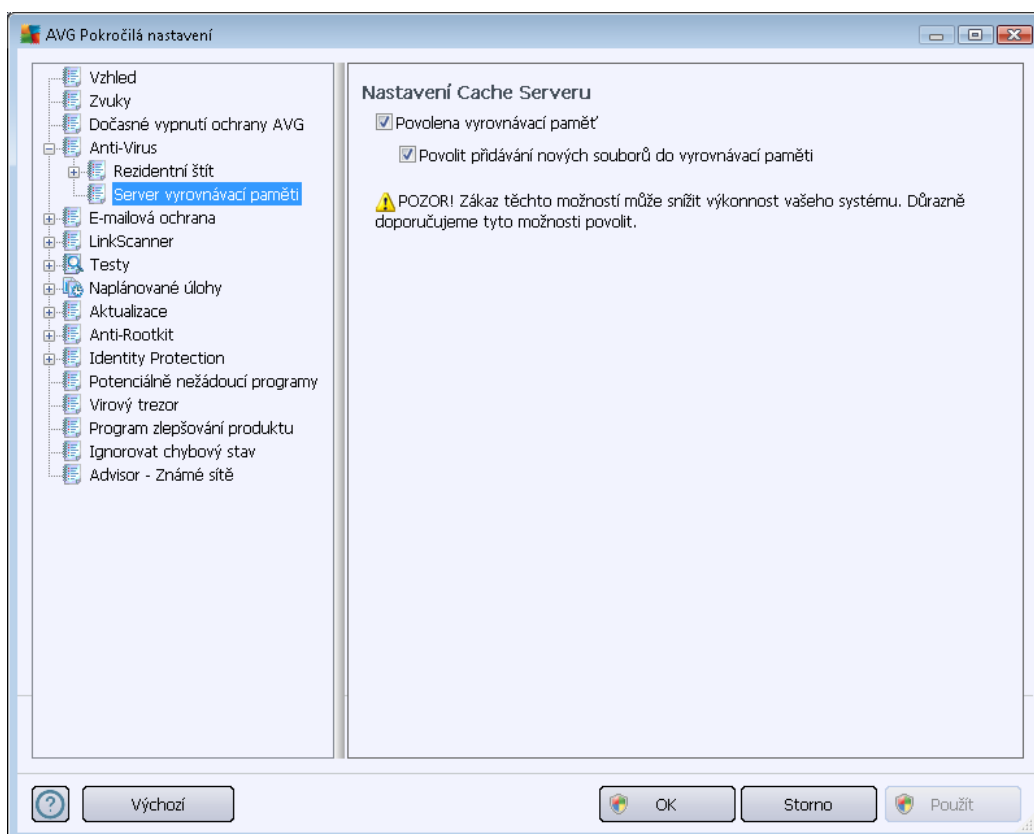 AVG Pokročilá nastavení
Vzhled
Zvuky
Dočasné vypnutí ochrany AVG
Anti-Virus
Rezidentní štít
Server vyrovnávací paměti
E-mailová ochrana
LinkScanner
Testy
Naplánované úlohy
Aktualizace
Anti-Rootkit
Identity Protection
Potenciálně nežádoucí programy
Virový trezor
Program zlepšování produktu
Ignorovat chybový stav
Advisor - Známé sítě
Nastavení Cache Serveru
Povolena vyrovnávací paměť
Povolit přidávání nových souborů do vyrovnávací paměti
POZOR! Zákaz těchto možností může snížit výkonnost vašeho systému. Důrazně
doporučujeme tyto možnosti povolit.
Výchozí
OK
Storno
Použít